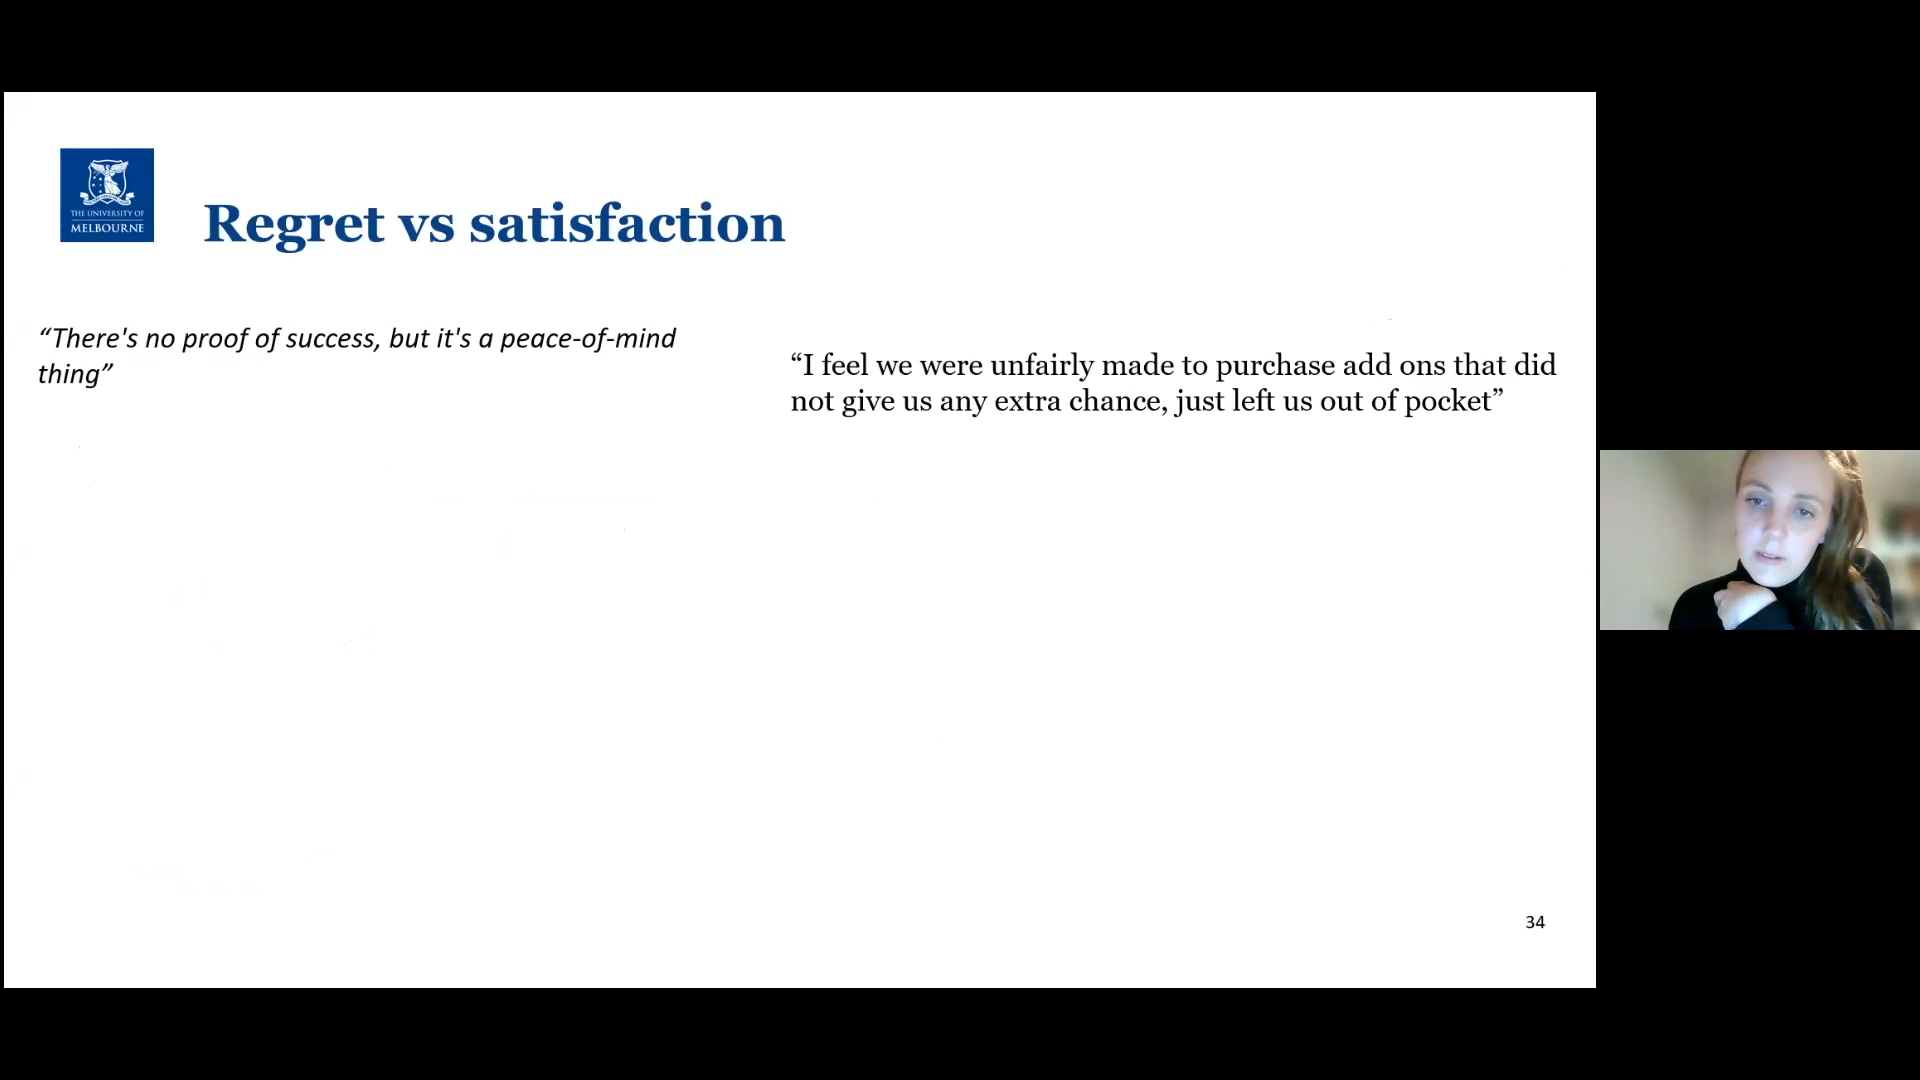 THE UNIVERSITY OF
MELBOURNE
Regret vs satisfaction
“There's no proof of success, but it's a peace-of-mind
thing”
“I feel we were unfairly made to purchase add ons that did
not give us any extra chance, just left us out of pocket”
34